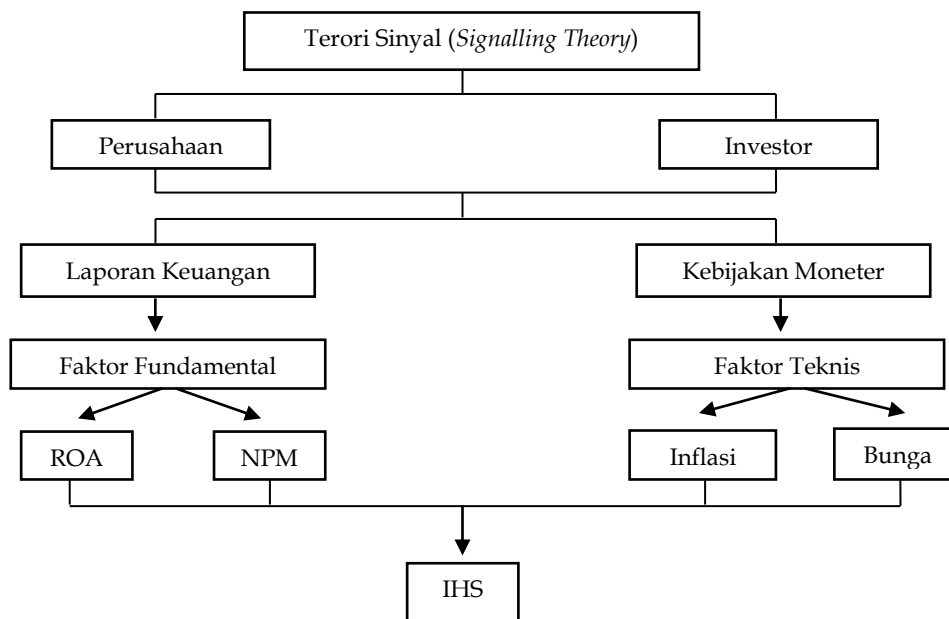 Terori Sinyal (Signalling Theory)
Perusahaan
Investor
Laporan Keuangan
Kebijakan Moneter
Faktor Fundamental
Faktor Teknis
ROA
NPM
Inflasi
Bunga
IHS